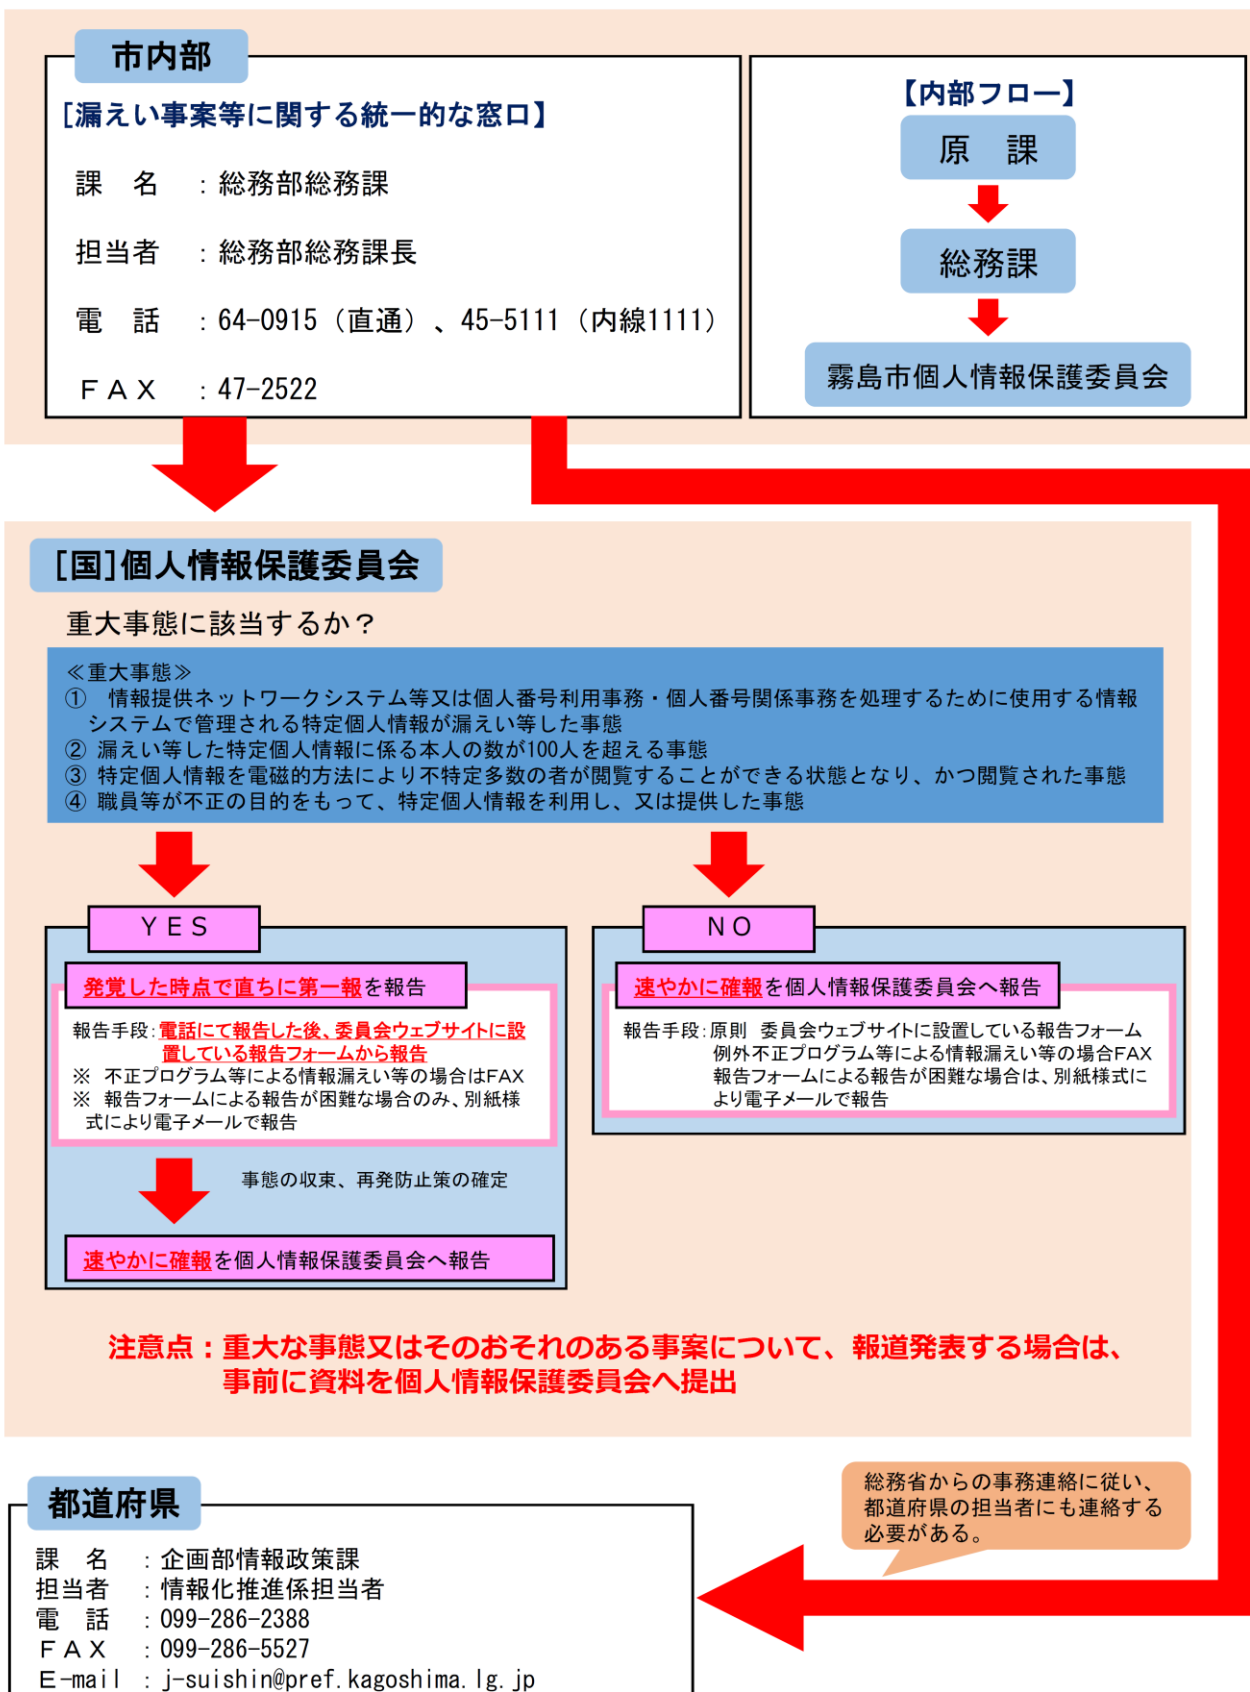 市内部
[漏えい事案等に関する統一的な窓口】
課　名　：総務部総務課
担当者　：総務部総務課長
電　話　：64-0915（直通）、45-5111（内線1111）
ＦＡＸ　：47-2522
【内部フロー】
原　課
総務課
霧島市個人情報保護委員会
[国]個人情報保護委員会
重大事態に該当するか？
≪重大事態≫
①　情報提供ネットワークシステム等又は個人番号利用事務・個人番号関係事務を処理するために使用する情報
システムで管理される特定個人情報が漏えい等した事態
② 漏えい等した特定個人情報に係る本人の数が100人を超える事態
③ 特定個人情報を電磁的方法により不特定多数の者が閲覧することができる状態となり、かつ閲覧された事態
④ 職員等が不正の目的をもって、特定個人情報を利用し、又は提供した事態
ＹＥＳ
発覚した時点で直ちに第一報を報告
報告手段：電話にて報告した後、委員会ウェブサイトに設
置している報告フォームから報告
※　不正プログラム等による情報漏えい等の場合はFAX
※　報告フォームによる報告が困難な場合のみ、別紙様
式により電子メールで報告
事態の収束、再発防止策の確定
速やかに確報を個人情報保護委員会へ報告
ＮＯ
速やかに確報を個人情報保護委員会へ報告
報告手段：原則　委員会ウェブサイトに設置している報告フォーム
例外不正プログラム等による情報漏えい等の場合FAX
報告フォームによる報告が困難な場合は、別紙様式に
より電子メールで報告
注意点：重大な事態又はそのおそれのある事案について、報道発表する場合は、
事前に資料を個人情報保護委員会へ提出
総務省からの事務連絡に従い、
都道府県の担当者にも連絡する
必要がある。
都道府県
課　名　：企画部情報政策課
担当者　：情報化推進係担当者
電　話　：099-286-2388
ＦＡＸ　：099-286-5527
Ｅ-mail　：j-suishin@pref.kagoshima.lg.jp